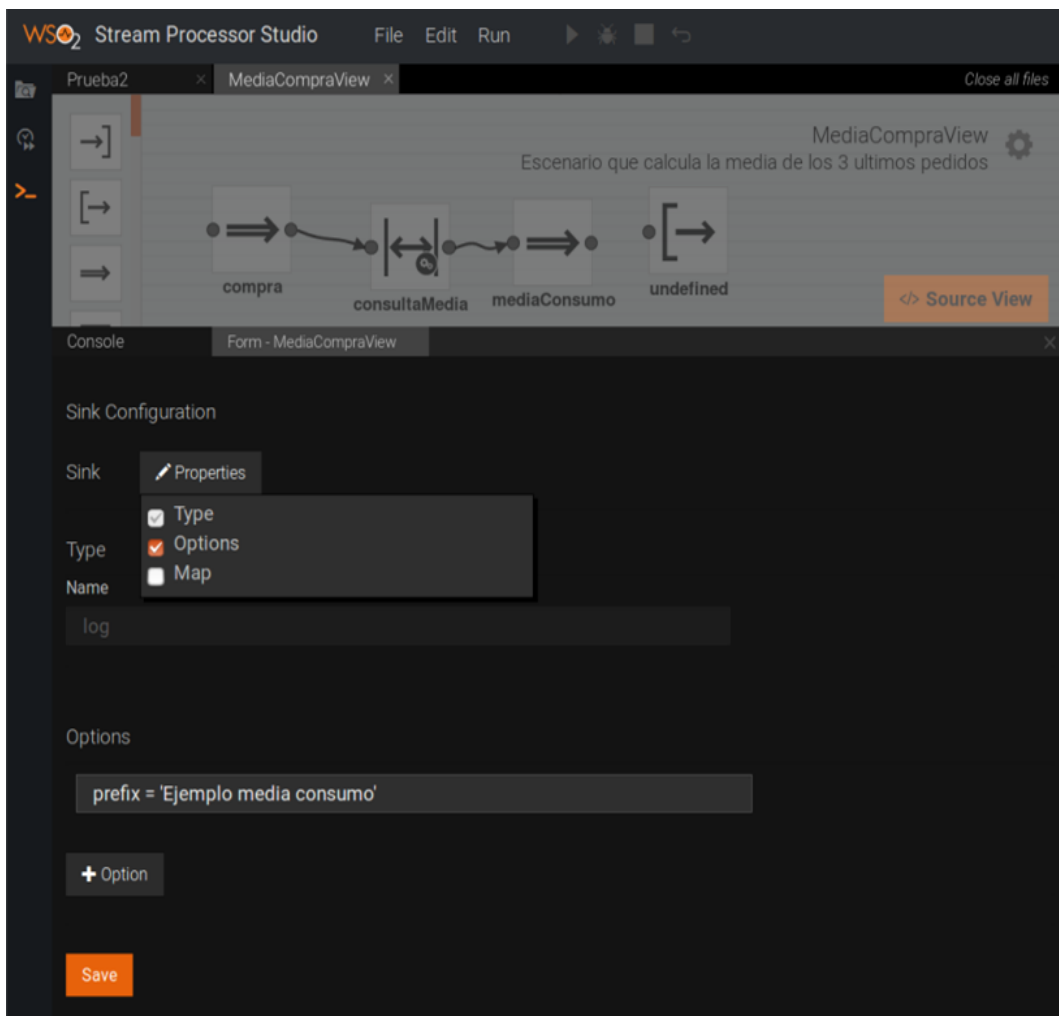 WSO2 Stream Processor Studio File Edit Run
Prueba2 × MediaCompraView × Close all files
MediaCompraView
Escenario que calcula la media de los 3 ultimos pedidos
compra
consultaMedia
mediaConsumo
undefined
</> Source View
Console Form - MediaCompraView ×
Sink Configuration
Sink Properties
Type
Options
Map
Type
Name
log
Options
prefix = 'Ejemplo media consumo'
+ Option
Save